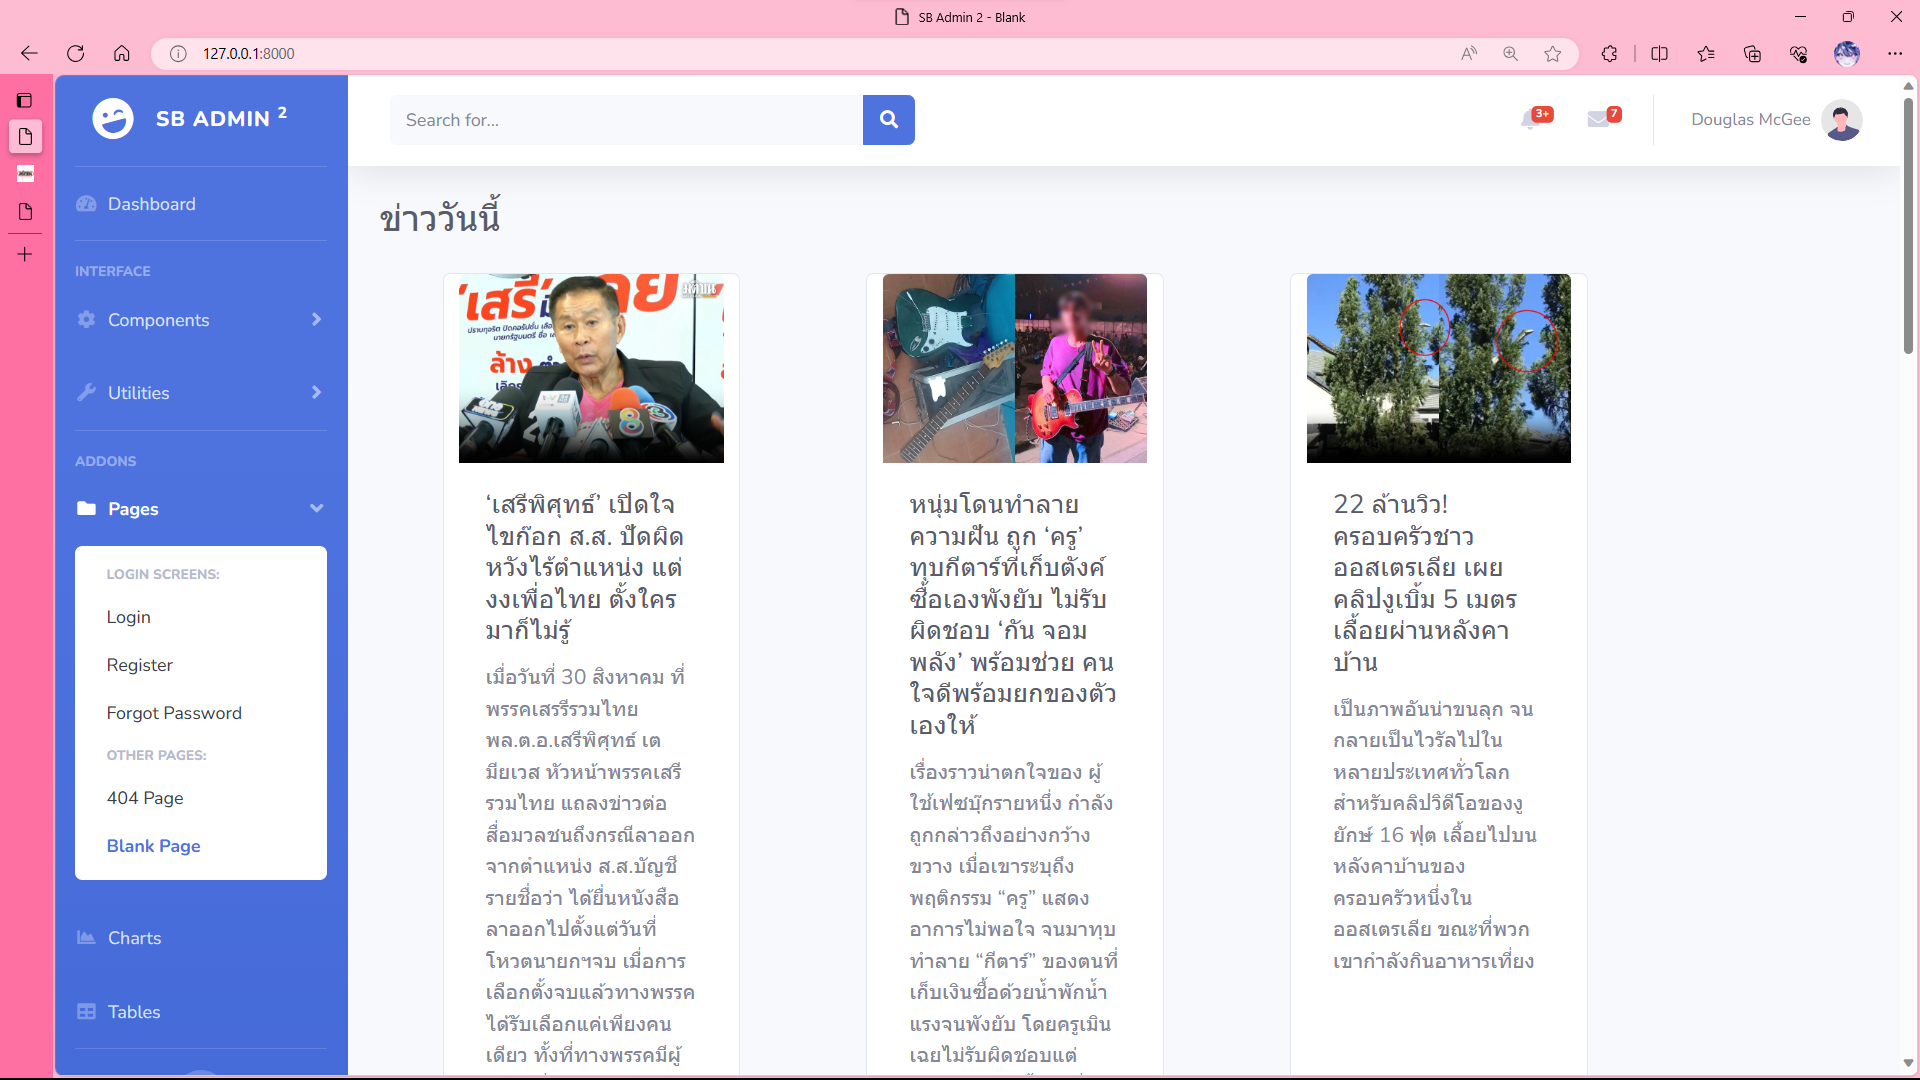 SB Admin 2 - Blank
127.0.0.1:8000
SB ADMIN 2
Search for...
3+
7
Douglas McGee
Dashboard
INTERFACE
Components
Utilities
ADDONS
Pages
LOGIN SCREENS:
Login
Register
Forgot Password
OTHER PAGES:
404 Page
Blank Page
Charts
Tables
ข่าววันนี้
‘เสรีพิศุทธ์’ เปิดใจ
ไขก๊อก ส.ส. ปัดผิด
หวังไร้ตำแหน่ง แต่
งงเพื่อไทย ตั้งใคร
มาก็ไม่รู้
เมื่อวันที่ 30 สิงหาคม ที่
พรรคเสรรีรวมไทย
พล.ต.อ.เสรีพิศุทธ์ เต
มียเวส หัวหน้าพรรคเสรี
รวมไทย แถลงข่าวต่อ
สื่อมวลชนถึงกรณีลาออก
จากตำแหน่ง ส.ส.บัญชี
รายชื่อว่า ได้ยื่นหนังสือ
ลาออกไปตั้งแต่วันที่
โหวตนายกฯจบ เมื่อการ
เลือกตั้งจบแล้วทางพรรค
ได้รับเลือกแค่เพียงคน
เดียว ทั้งที่ทางพรรคมีผู้
หนุ่มโดนทำลาย
ความฝัน ถูก ‘ครู’
ทุบกีตาร์ที่เก็บตังค์
ซื้อเองพังยับ ไม่รับ
ผิดชอบ ‘กัน จอม
พลัง’ พร้อมช่วย คน
ใจดีพร้อมยกของตัว
เองให้
เรื่องราวน่าตกใจของ ผู้
ใช้เฟซบุ๊กรายหนึ่ง กำลัง
ถูกกล่าวถึงอย่างกว้าง
ขวาง เมื่อเขาระบุถึง
พฤติกรรม “ครู” แสดง
อาการไม่พอใจ จนมาทุบ
ทำลาย “กีตาร์” ของตนที่
เก็บเงินซื้อด้วยน้ำพักน้ำ
แรงจนพังยับ โดยครูเมิน
เฉยไม่รับผิดชอบแต่
22 ล้านวิว!
ครอบครัวชาว
ออสเตรเลีย เผย
คลิปงูเบิ้ม 5 เมตร
เลื้อยผ่านหลังคา
บ้าน
เป็นภาพอันน่าขนลุก จน
กลายเป็นไวรัลไปใน
หลายประเทศทั่วโลก
สำหรับคลิปวิดีโอของงู
ยักษ์ 16 ฟุต เลื้อยไปบน
หลังคาบ้านของ
ครอบครัวหนึ่งใน
ออสเตรเลีย ขณะที่พวก
เขากำลังกินอาหารเที่ยง